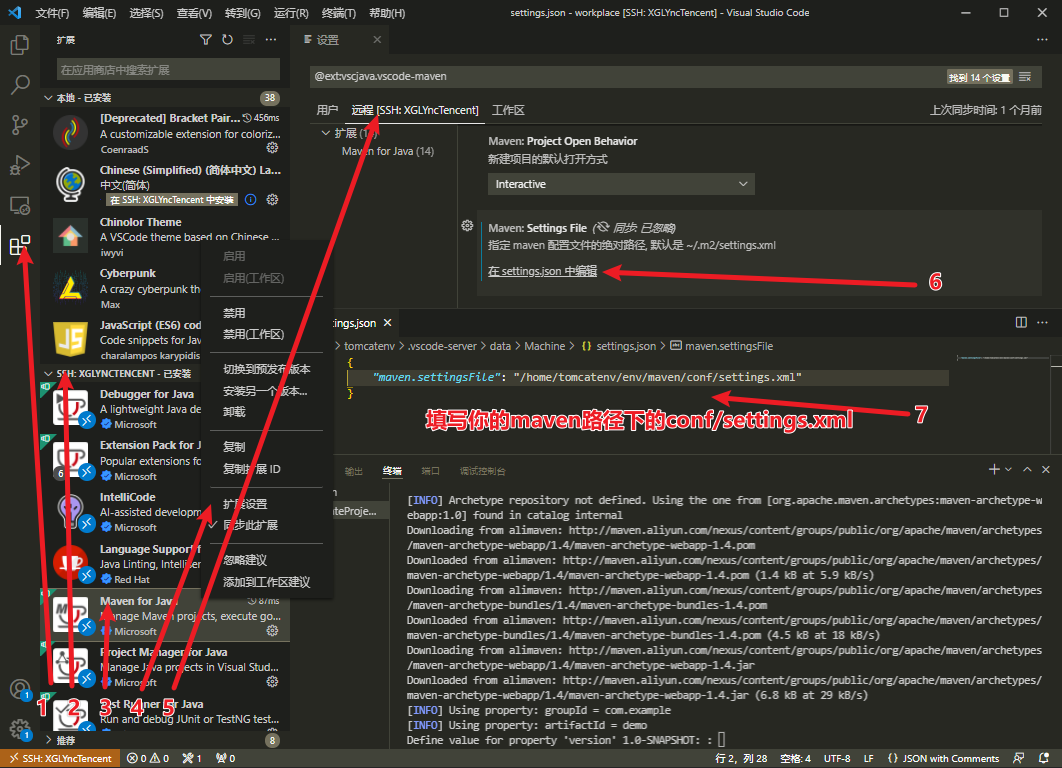 文件(F) 编辑(E) 选择(S) 查看(V) 转到(G) 运行(R) 终端(T) 帮助(H) settings.json - workplace [SSH: XGLYncTencent] - Visual Studio Code
扩展
在应用商店中搜索扩展
本地 - 已安装 38
[Deprecated] Bracket Pair... 456ms
A customizable extension for coloriz...
CoenraadS
Chinese (Simplified) (简体中文) La...
中文(简体)
在 SSH: XGLYncTencent 中安装
Chinolor Theme
A VSCode theme based on Chinese ...
iwyvi
Cyberpunk
A crazy cyberpunk the
Max
JavaScript (ES6) cod
Code snippets for Jav
charalampos karypidis
SSH: XGLYNCTENCENT - 已安装
Debugger for Java
A lightweight Java de
Microsoft
Extension Pack for J
Popular extensions fo
6 Microsoft
IntelliCode
AI-assisted developm
Microsoft
Language Support f
Java Linting, Intellisen
Red Hat
Maven for Jav 87ms
Manage Maven projects, execute go...
Microsoft
Project Manager for Java
Manage Java projects in Visual Stud...
Microsoft
Test Runner for Java
Run and debug JUnit or TestNG test...
推荐 8
1 2 3 4 5
1
1
启用
启用(工作区)
禁用
禁用(工作区)
切换到预发布版本
安装另一个版本...
卸载
复制
复制扩展 ID
扩展设置
同步此扩展
忽略建议
添加到工作区建议
设置
@ext:vscjava.vscode-maven 找到 14 个设置
用户 远程 [SSH: XGLYncTencent] 工作区 上次同步时间: 1 个月前
扩展 (14)
Maven for Java (14)
Maven: Project Open Behavior
新建项目的默认打开方式
Interactive
Maven: Settings File (同步 已忽略)
指定 maven 配置文件的绝对路径, 默认是 ~/.m2/settings.xml
在 settings.json 中编辑
6
ings.json
tomcatenv > .vscode-server > data > Machine > {} settings.json > maven.settingsFile
{
"maven.settingsFile": "/home/tomcatenv/env/maven/conf/settings.xml"
}
7
填写你的maven路径下的conf/settings.xml
输出 终端 端口 调试控制台
ateProje...
[INFO] Archetype repository not defined. Using the one from [org.apache.maven.archetypes:maven-archetype-w
ebapp:1.0] found in catalog internal
Downloading from alimaven: http://maven.aliyun.com/nexus/content/groups/public/org/apache/maven/archetypes
/maven-archetype-webapp/1.4/maven-archetype-webapp-1.4.pom
Downloaded from alimaven: http://maven.aliyun.com/nexus/content/groups/public/org/apache/maven/archetypes/
maven-archetype-webapp/1.4/maven-archetype-webapp-1.4.pom (1.4 kB at 5.9 kB/s)
Downloading from alimaven: http://maven.aliyun.com/nexus/content/groups/public/org/apache/maven/archetypes
/maven-archetype-bundles/1.4/maven-archetype-bundles-1.4.pom
Downloaded from alimaven: http://maven.aliyun.com/nexus/content/groups/public/org/apache/maven/archetypes/
maven-archetype-bundles/1.4/maven-archetype-bundles-1.4.pom (4.5 kB at 18 kB/s)
Downloading from alimaven: http://maven.aliyun.com/nexus/content/groups/public/org/apache/maven/archetypes
/maven-archetype-webapp/1.4/maven-archetype-webapp-1.4.jar
Downloaded from alimaven: http://maven.aliyun.com/nexus/content/groups/public/org/apache/maven/archetypes/
maven-archetype-webapp/1.4/maven-archetype-webapp-1.4.jar (6.8 kB at 29 kB/s)
[INFO] Using property: groupId = com.example
[INFO] Using property: artifactId = demo
Define value for property 'version' 1.0-SNAPSHOT: :
SSH: XGLYncTencent 0 0 1 0 行 2，列 28 空格: 4 UTF-8 LF {} JSON with Comments